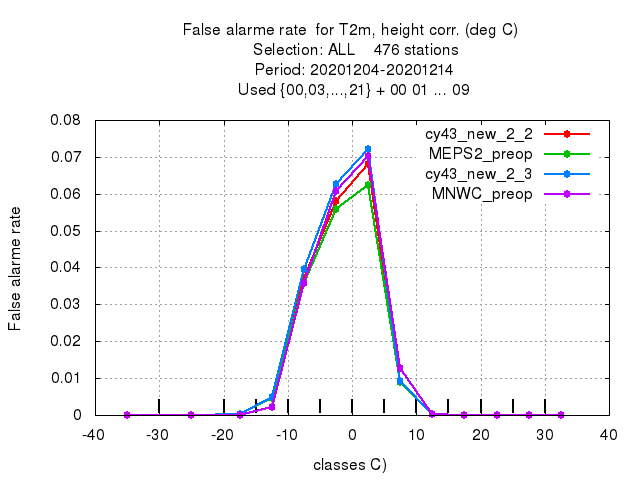 False alarme rate  for T2m, height corr. (deg C)
Selection: ALL    476 stations
Period: 20201204-20201214
Used {00,03,...,21} + 00 01 ... 09
0.08
0.07
0.06
0.05
0.04
0.03
0.02
0.01
0
False alarme rate
cy43_new_2_2
MEPS2_preop
cy43_new_2_3
MNWC_preop
-40 -30 -20 -10 0 10 20 30 40
classes C)